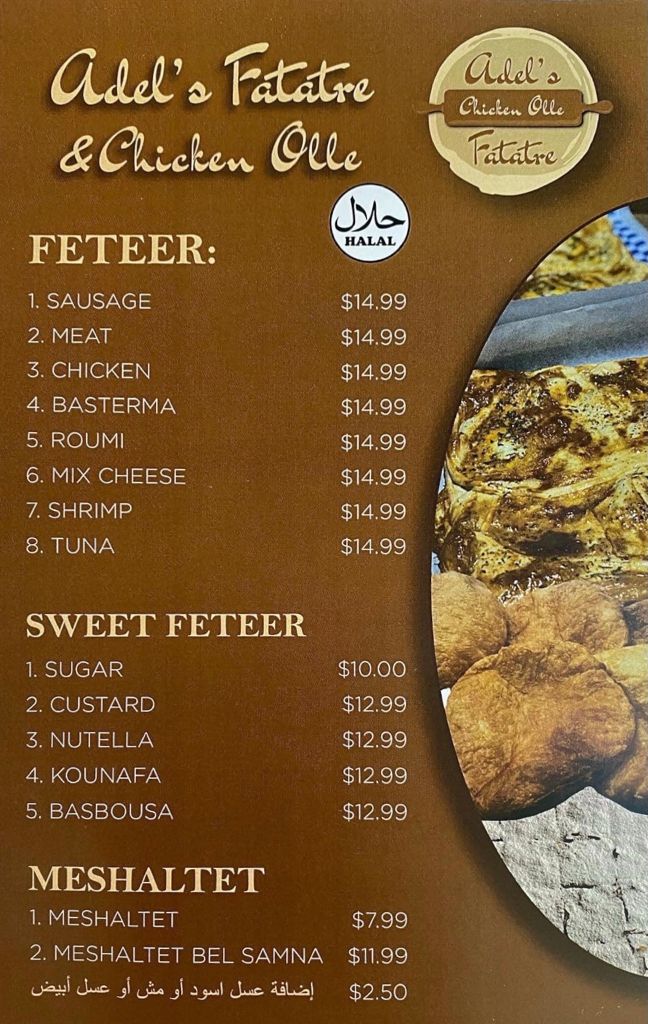 Adel's Fatatre
& Chicken Olle
Adel's
Chicken Olle
Fatatre
حلال
HALAL
FETEER:
1. SAUSAGE $14.99
2. MEAT $14.99
3. CHICKEN $14.99
4. BASTERMA $14.99
5. ROUMI $14.99
6. MIX CHEESE $14.99
7. SHRIMP $14.99
8. TUNA $14.99
SWEET FETEER
1. SUGAR $10.00
2. CUSTARD $12.99
3. NUTELLA $12.99
4. KOUNAFA $12.99
5. BASBOUSA $12.99
MESHALTET
1. MESHALTET $7.99
2. MESHALTET BEL SAMNA $11.99
إضافة عسل اسود أو مش أو عسل أبيض $2.50